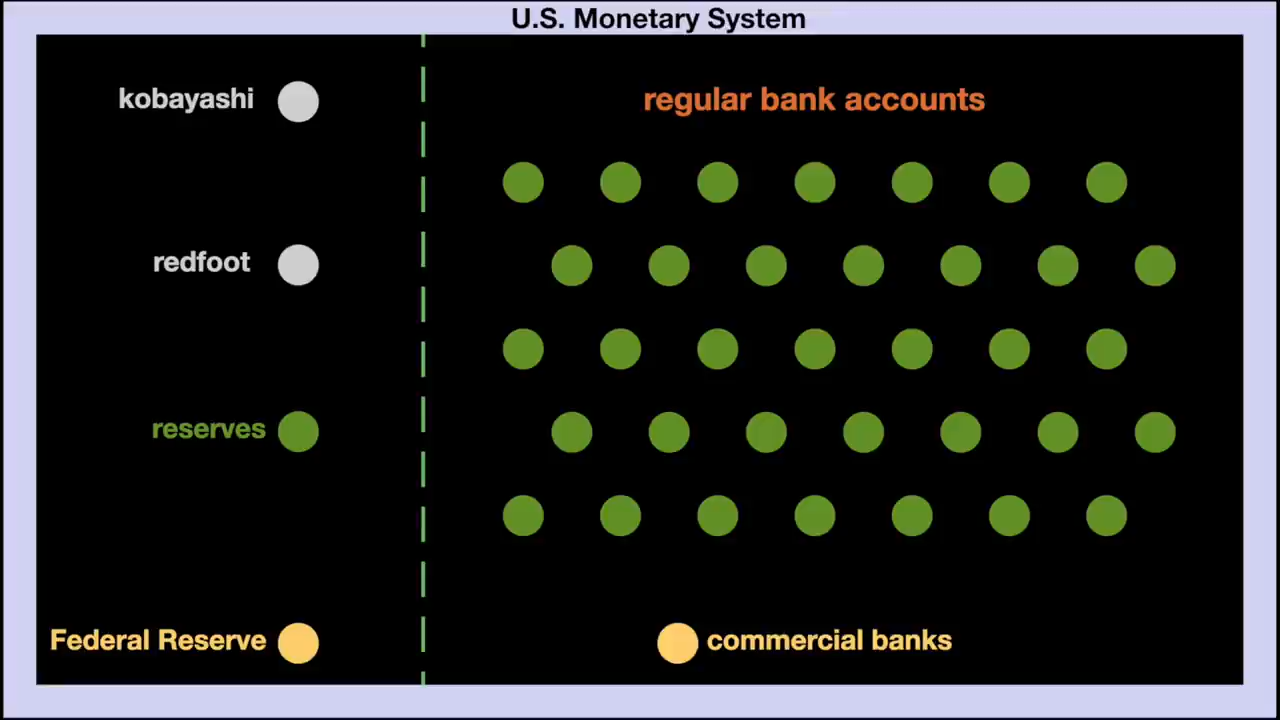 U.S. Monetary System
kobayashi
regular bank accounts
redfoot
reserves
Federal Reserve
commercial banks